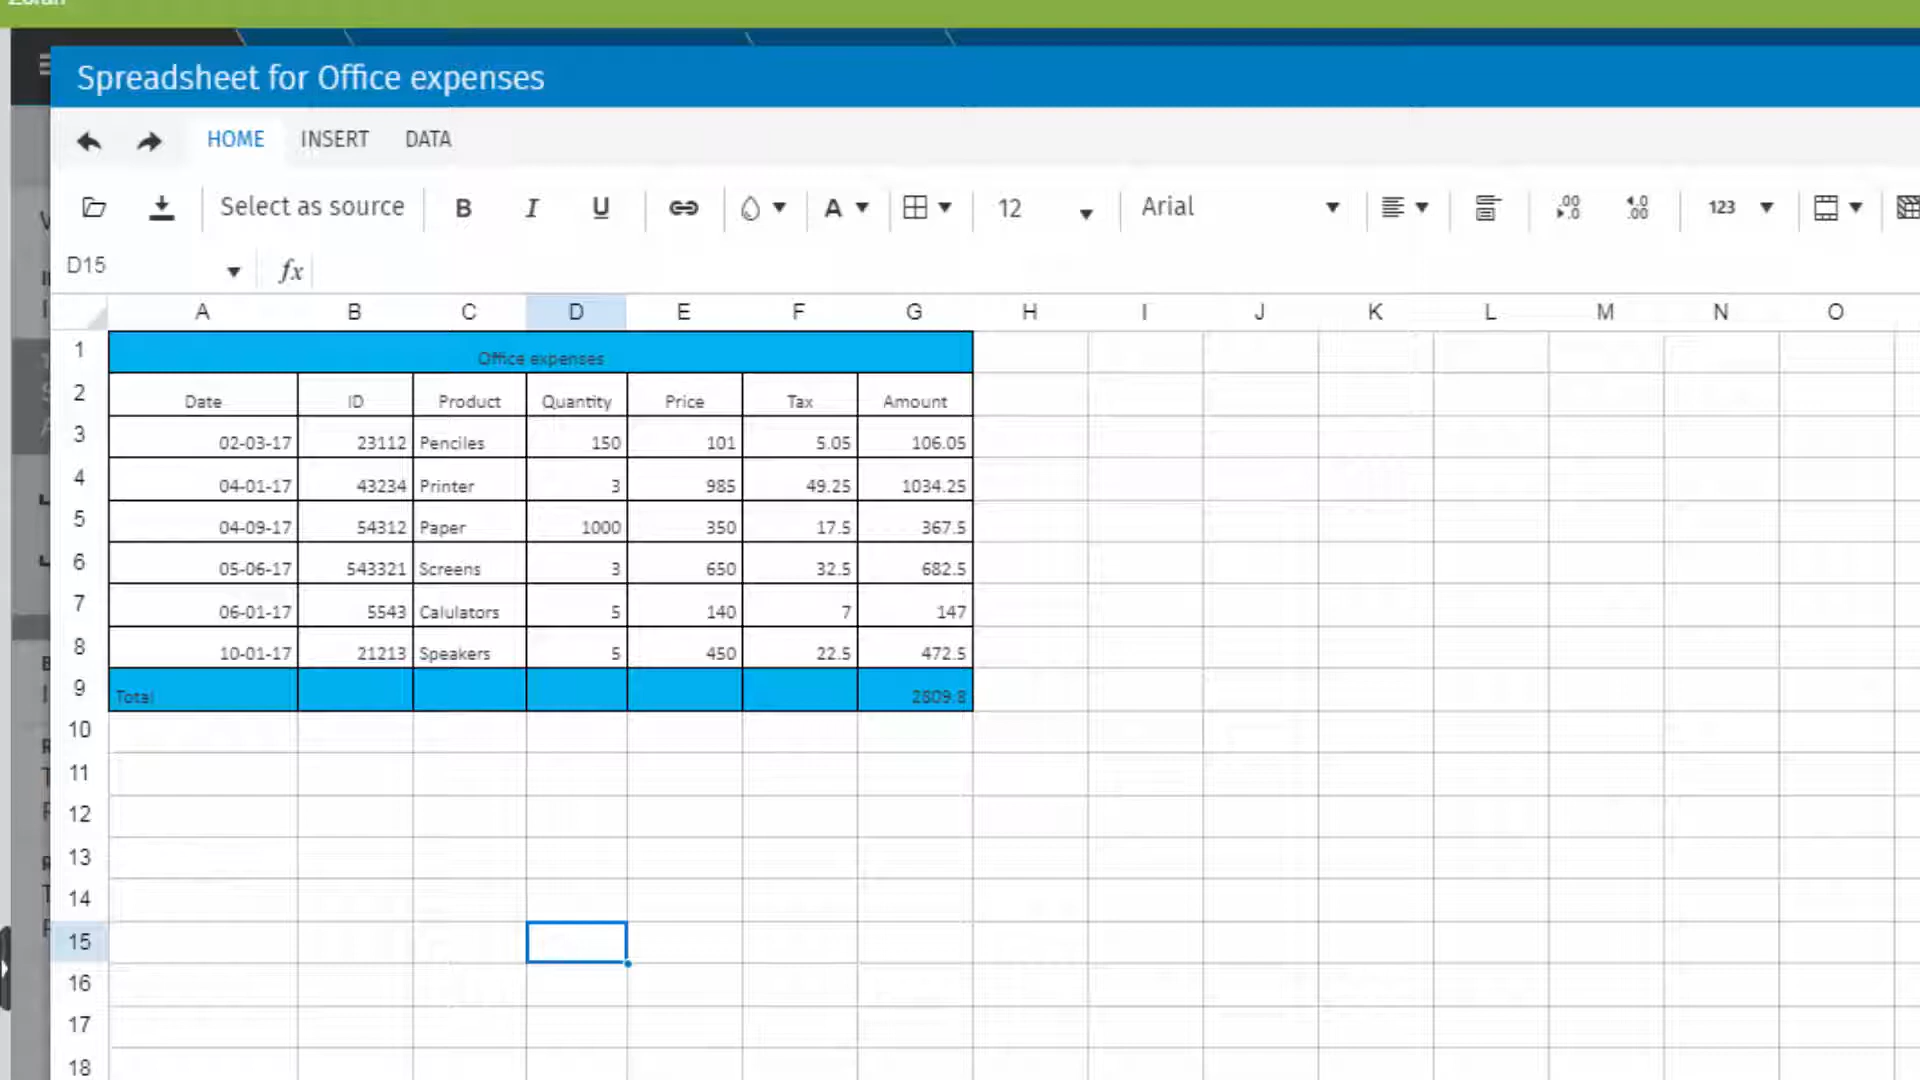 Spreadsheet for Office expenses
HOME INSERT DATA
Select as source B I U A 12 Arial 123
D15 fx
A B C D E F G H I J K L M N O
1 Office expenses
2 Date ID Product Quantity Price Tax Amount
3 02-03-17 23112 Penciles 150 101 5.05 106.05
4 04-01-17 43234 Printer 3 985 49.25 1034.25
5 04-09-17 54312 Paper 1000 350 17.5 367.5
6 05-06-17 543321 Screens 3 650 32.5 682.5
7 06-01-17 5543 Calulators 5 140 7 147
8 10-01-17 21213 Speakers 5 450 22.5 472.5
9 Total 2809.8
10
11
12
13
14
15
16
17
18